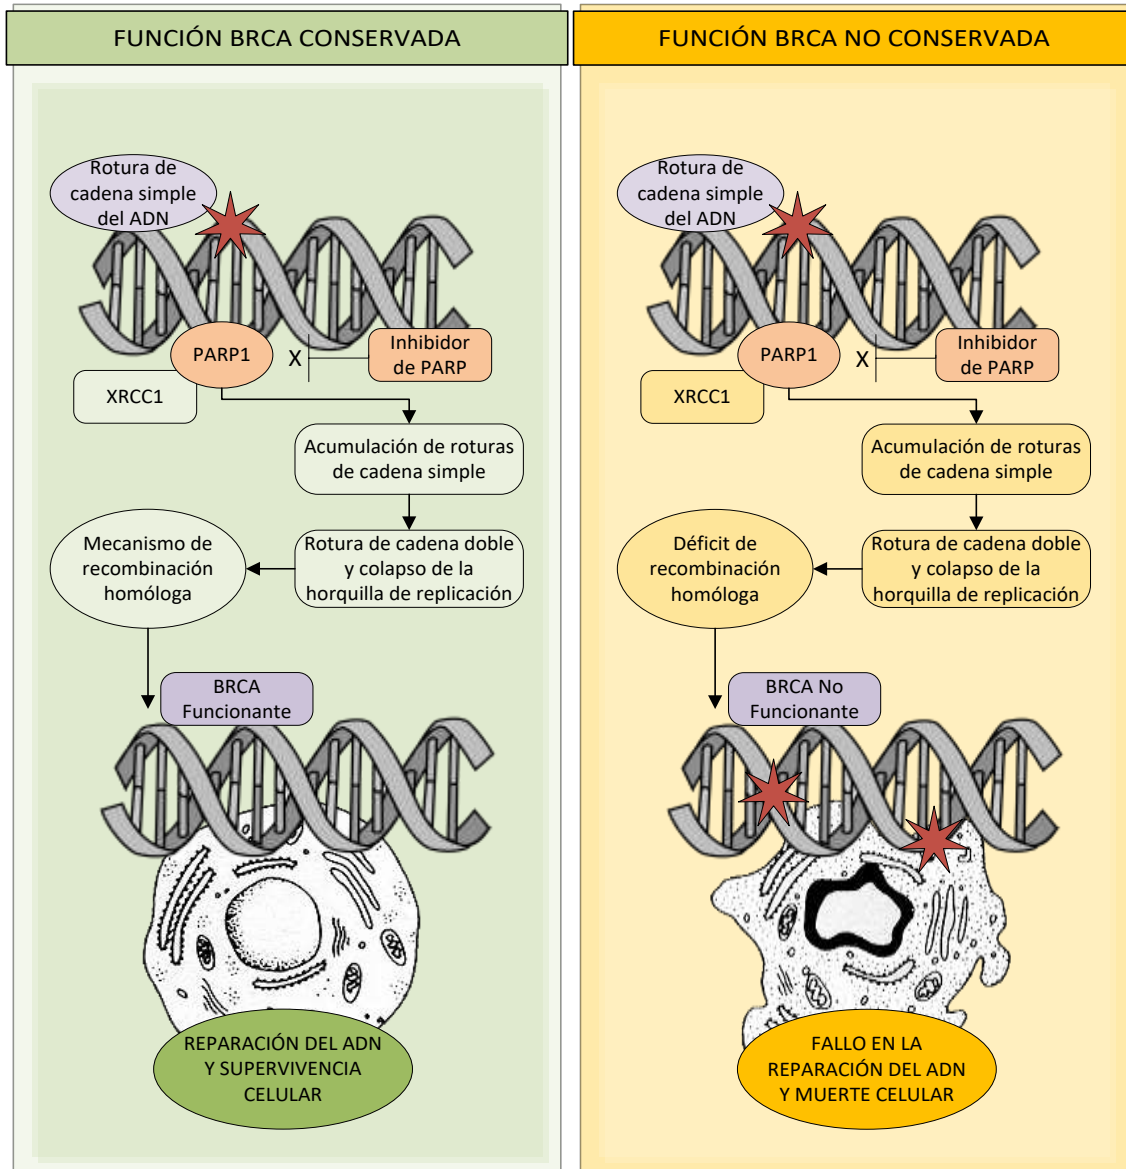 FUNCIÓN BRCA CONSERVADA
Rotura de
cadena simple
del ADN
PARP1
X
Inhibidor
de PARP
XRCC1
Acumulación de roturas
de cadena simple
Mecanismo de
recombinación
homóloga
Rotura de cadena doble
y colapso de la
horquilla de replicación
BRCA
Funcionante
REPARACIÓN DEL ADN
Y SUPERVIVENCIA
CELULAR
FUNCIÓN BRCA NO CONSERVADA
Rotura de
cadena simple
del ADN
PARP1
X
Inhibidor
de PARP
XRCC1
Acumulación de roturas
de cadena simple
Déficit de
recombinación
homóloga
Rotura de cadena doble
y colapso de la
horquilla de replicación
BRCA No
Funcionante
FALLO EN LA
REPARACIÓN DEL ADN
Y MUERTE CELULAR